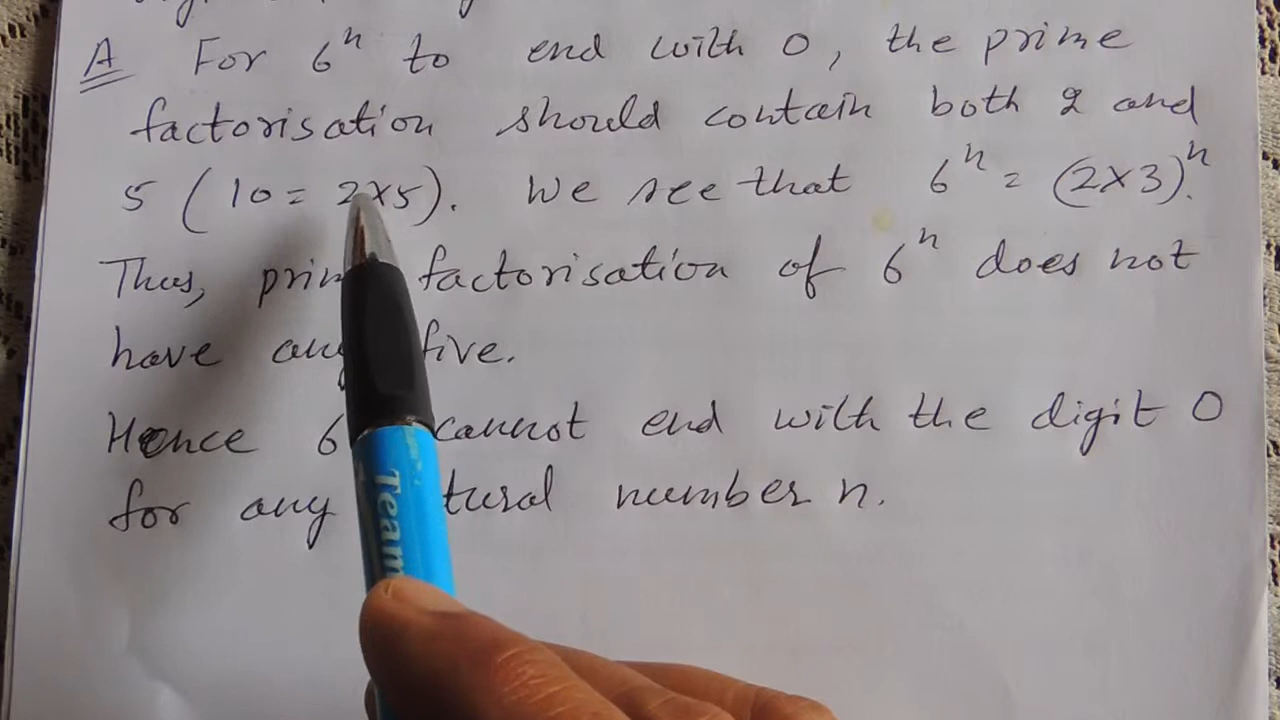 A For 6ⁿ to end with 0, the prime
factorisation should contain both 2 and
5 (10 = 2×5). We see that 6ⁿ = (2×3)ⁿ.
Thus, factorisation of 6ⁿ does not
have five.
Hence 6 cannot end with the digit 0
for any number n.
Team